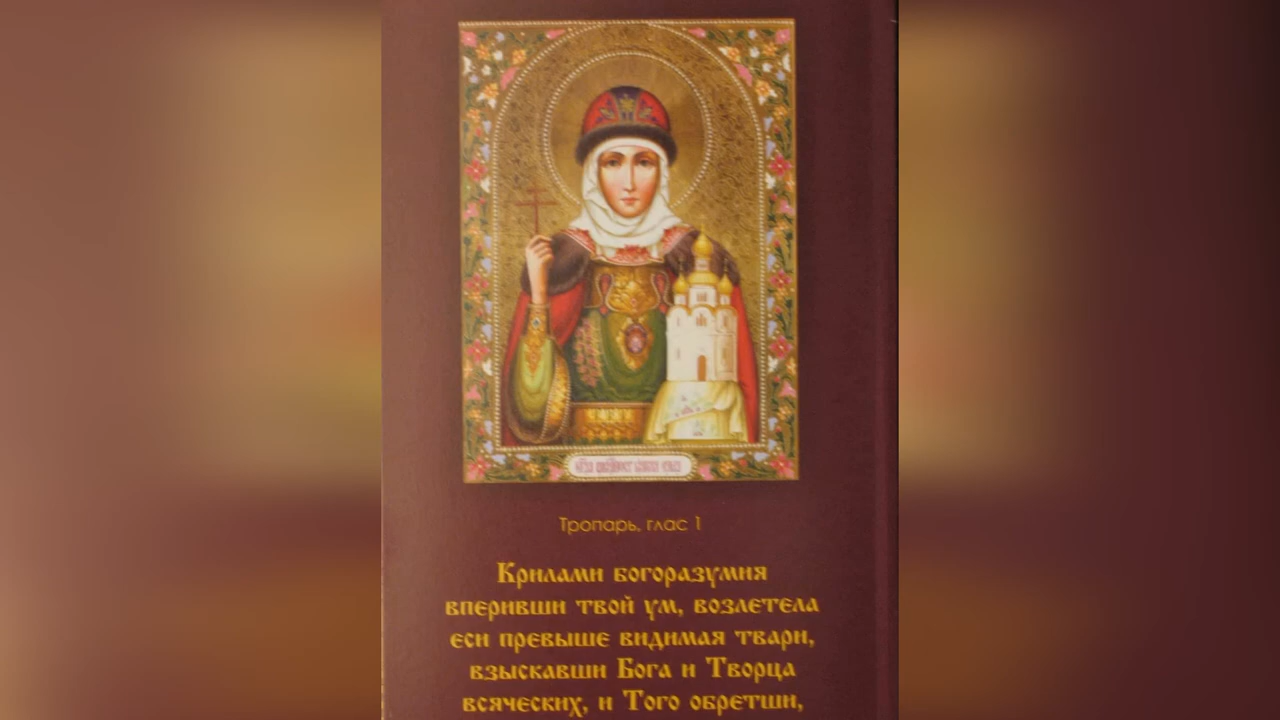 Тропарь, глас 1
Крилами богоразумия
вперивши твой ум, возлетела
еси превыше видимая твари,
взыскавши Бога и Творца
всяческих, и Того обретши,